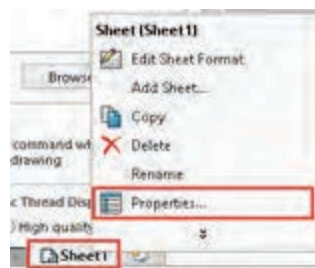 Sheet (Sheet1)
Edit Sheet Format
Add Sheet...
Browse
Copy
command wh
Delete
drawing
Rename
c Thread Disp
Properties...
High quality
Sheet1